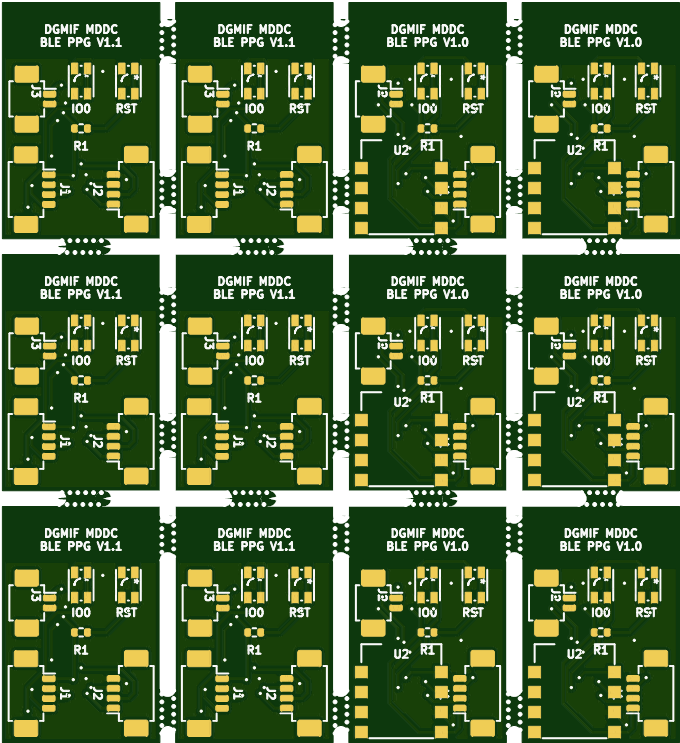 DGMIF MDDC
BLE PPG V1.1
J3
IO0
RST
R1
J1
J2
DGMIF MDDC
BLE PPG V1.1
J3
IO0
RST
R1
J1
J2
DGMIF MDDC
BLE PPG V1.0
J2
IO0
RST
R1
U2
DGMIF MDDC
BLE PPG V1.0
J2
IO0
RST
R1
U2
DGMIF MDDC
BLE PPG V1.1
J3
IO0
RST
R1
J1
J2
DGMIF MDDC
BLE PPG V1.1
J3
IO0
RST
R1
J1
J2
DGMIF MDDC
BLE PPG V1.0
J2
IO0
RST
R1
U2
DGMIF MDDC
BLE PPG V1.0
J2
IO0
RST
R1
U2
DGMIF MDDC
BLE PPG V1.1
J3
IO0
RST
R1
J1
J2
DGMIF MDDC
BLE PPG V1.1
J3
IO0
RST
R1
J1
J2
DGMIF MDDC
BLE PPG V1.0
J2
IO0
RST
R1
U2
DGMIF MDDC
BLE PPG V1.0
J2
IO0
RST
R1
U2